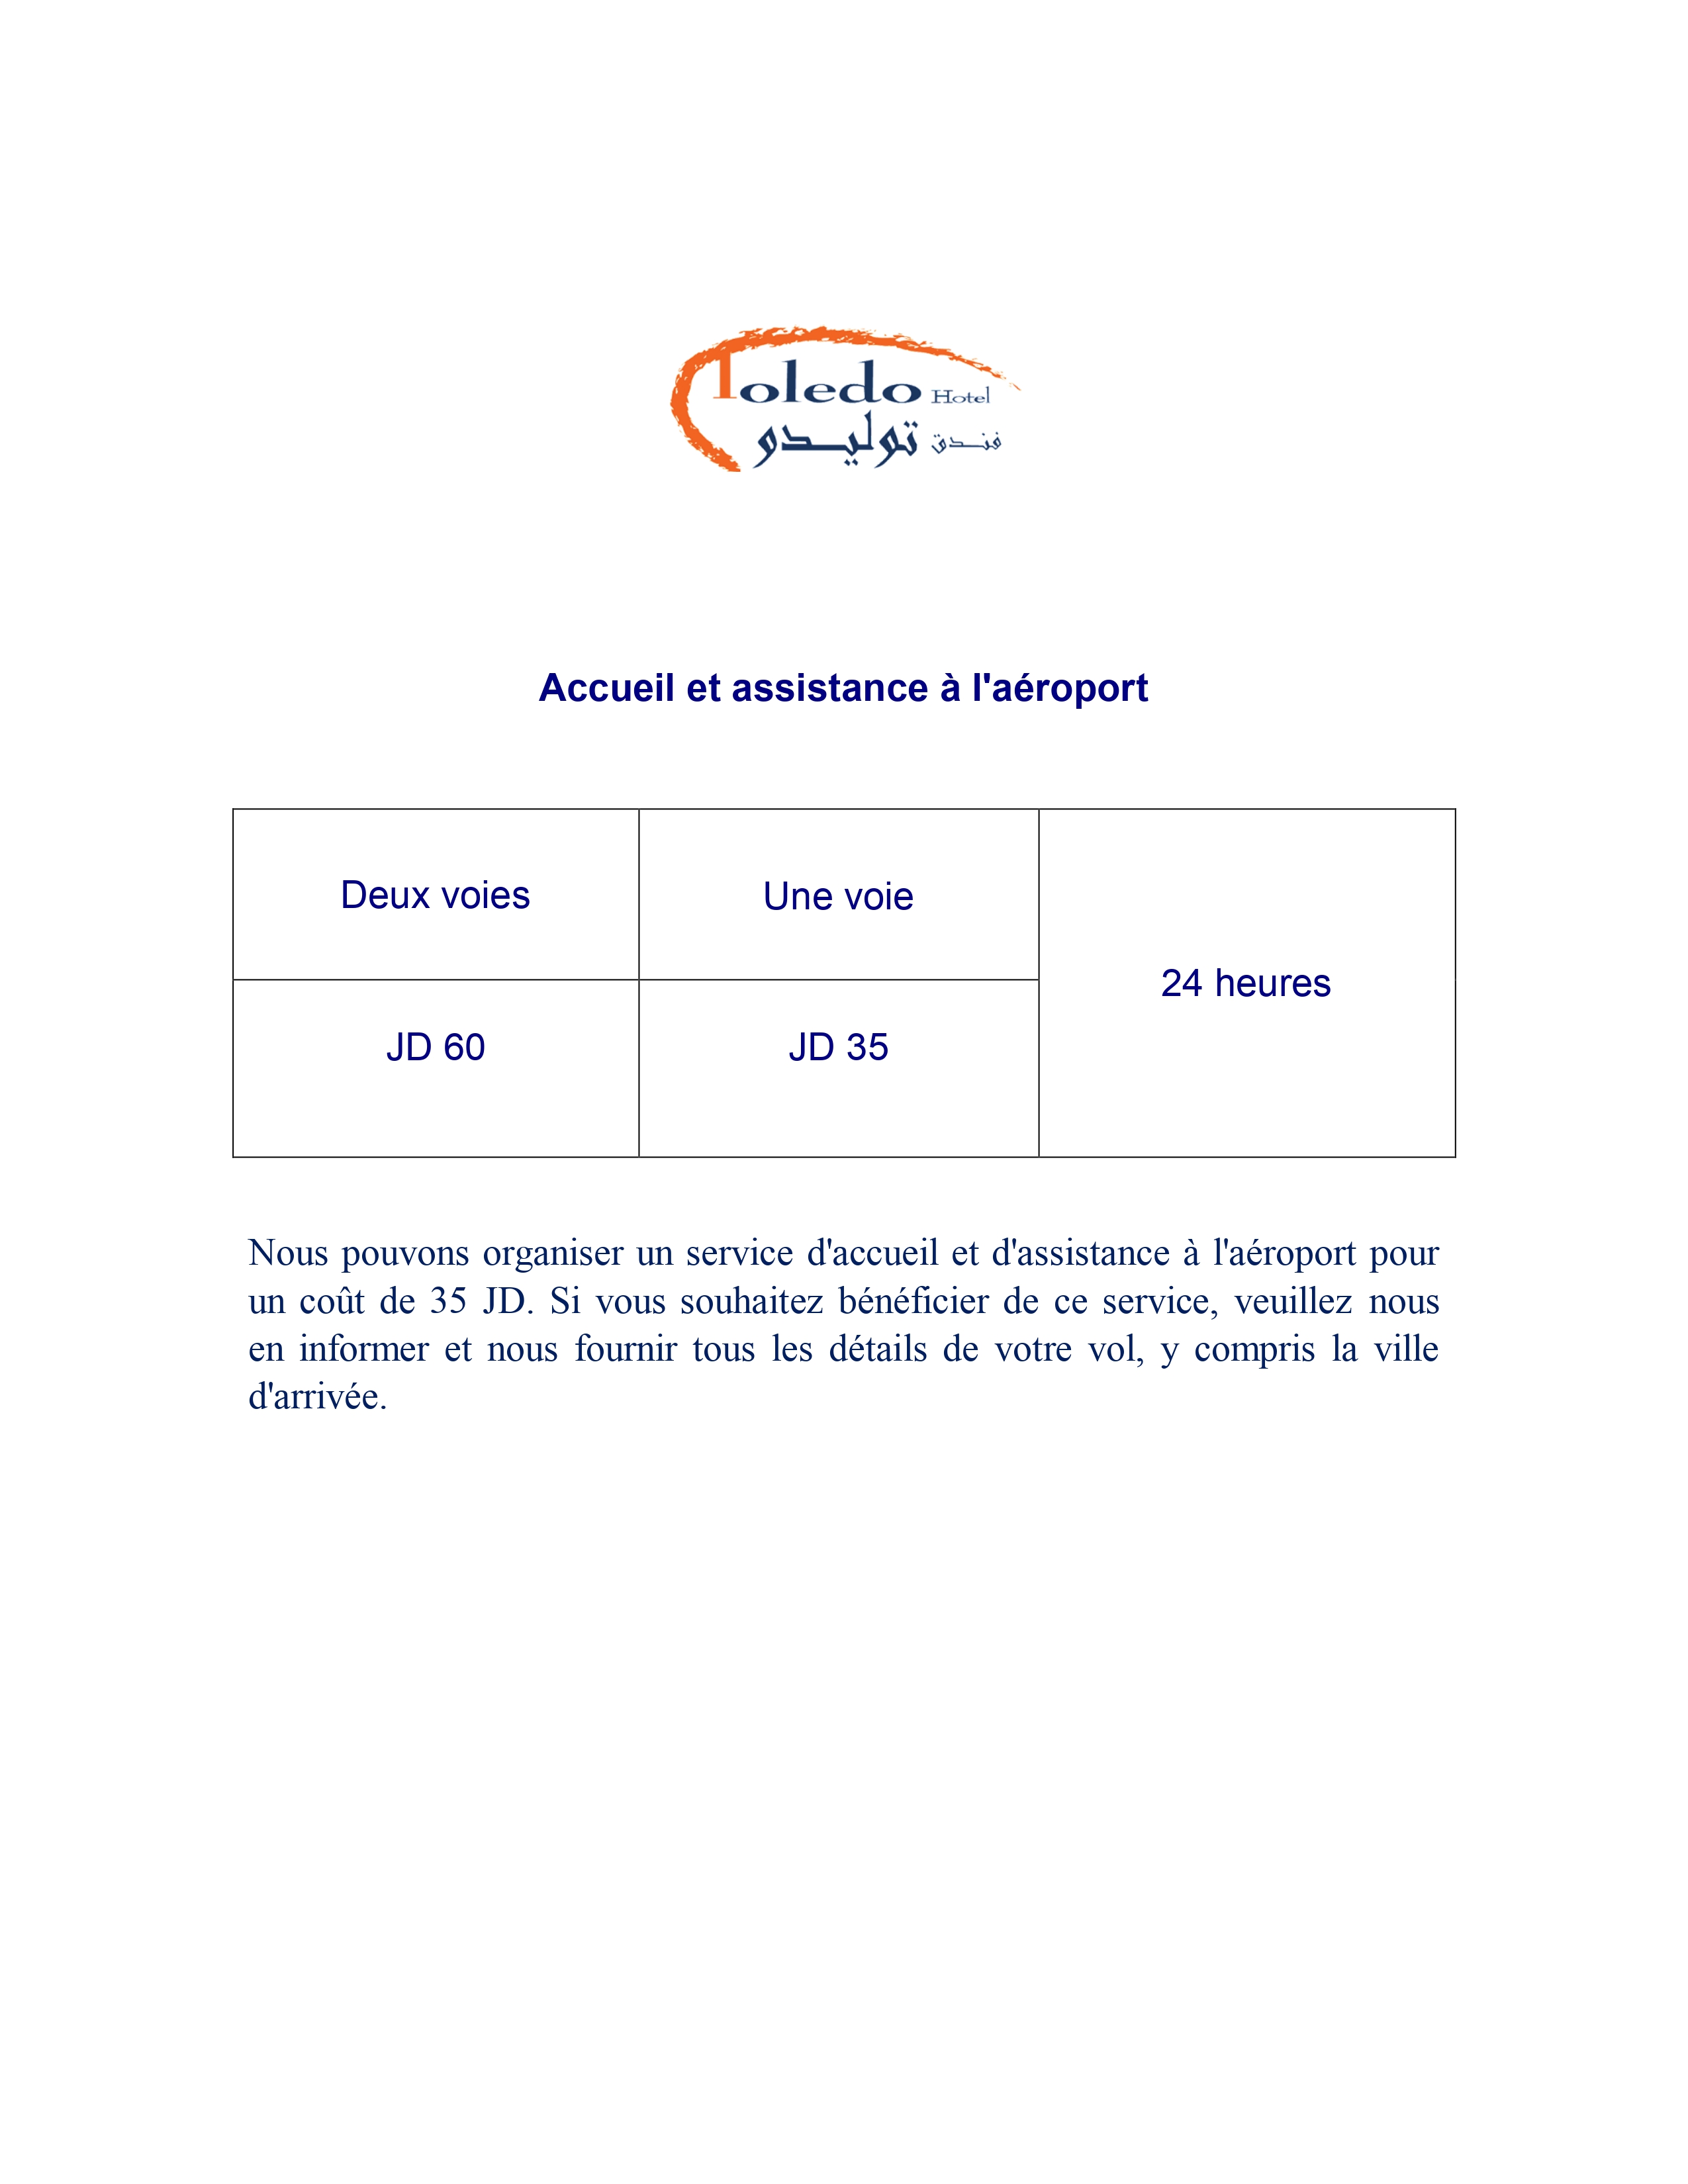 Toledo Hotel
فندق توليدو
Accueil et assistance à l'aéroport
Deux voies
Une voie
24 heures
JD 60
JD 35
Nous pouvons organiser un service d'accueil et d'assistance à l'aéroport pour
un coût de 35 JD. Si vous souhaitez bénéficier de ce service, veuillez nous
en informer et nous fournir tous les détails de votre vol, y compris la ville
d'arrivée.